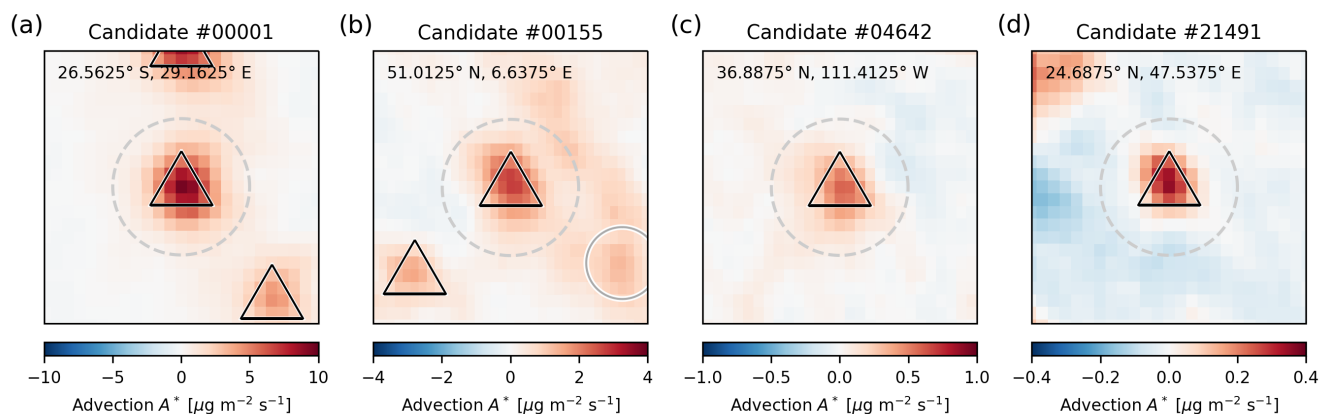 (a) Candidate #00001
26.5625° S, 29.1625° E
−10 −5 0 5 10
Advection A* [μg m⁻² s⁻¹]
(b) Candidate #00155
51.0125° N, 6.6375° E
−4 −2 0 2 4
Advection A* [μg m⁻² s⁻¹]
(c) Candidate #04642
36.8875° N, 111.4125° W
−1.0 −0.5 0.0 0.5 1.0
Advection A* [μg m⁻² s⁻¹]
(d) Candidate #21491
24.6875° N, 47.5375° E
−0.4 −0.2 0.0 0.2 0.4
Advection A* [μg m⁻² s⁻¹]